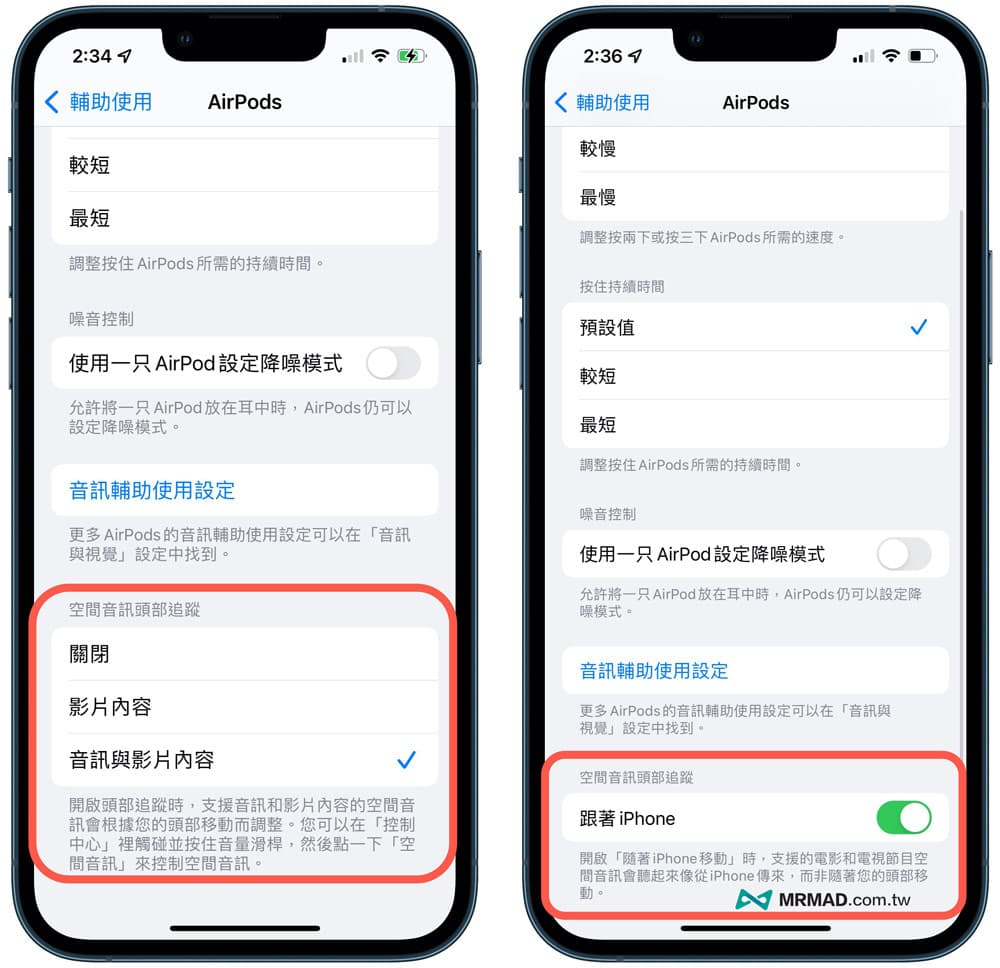 2:34
輔助使用
AirPods
較短
最短
調整按住 AirPods 所需的持續時間。
噪音控制
使用一只 AirPod 設定降噪模式
允許將一只 AirPod 放在耳中時，AirPods 仍可以
設定降噪模式。
音訊輔助使用設定
更多 AirPods 的音訊輔助使用設定可以在「音訊
與視覺」設定中找到。
空間音訊頭部追蹤
關閉
影片內容
音訊與影片內容
開啟頭部追蹤時，支援音訊和影片內容的空間音
訊會根據您的頭部移動而調整。您可以在「控制
中心」裡觸碰並按住音量滑桿，然後點一下「空
間音訊」來控制空間音訊。
2:36
輔助使用
AirPods
較慢
最慢
調整按兩下或按三下 AirPods 所需的速度。
按住持續時間
預設值
較短
最短
調整按住 AirPods 所需的持續時間。
噪音控制
使用一只 AirPod 設定降噪模式
允許將一只 AirPod 放在耳中時，AirPods 仍可以設定降
噪模式。
音訊輔助使用設定
更多 AirPods 的音訊輔助使用設定可以在「音訊與
視覺」設定中找到。
空間音訊頭部追蹤
跟著 iPhone
開啟「隨著 iPhone 移動」時，支援的電影和電視節目空
間音訊會聽起來像從 iPhone 傳來，而非隨著您的頭部移
動。
MRMAD.com.tw